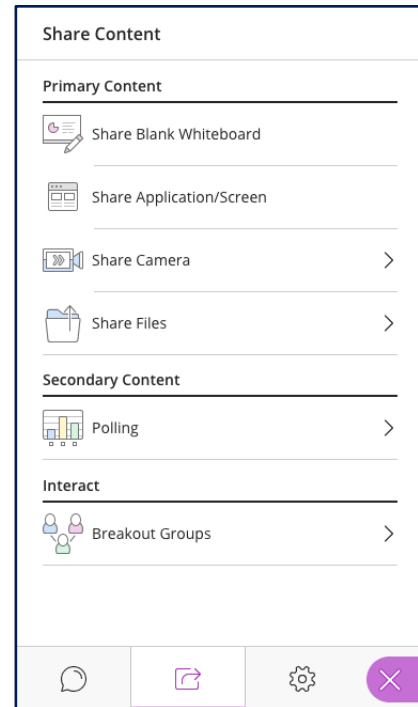 Share Content
Primary Content
Share Blank Whiteboard
Share Application/Screen
Share Camera
Share Files
Secondary Content
Polling
Interact
Breakout Groups